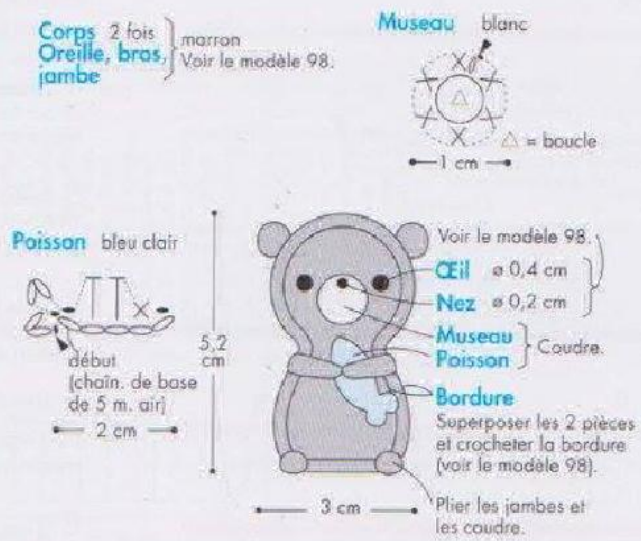 Corps 2 fois
Oreille, bras,
jambe
marron
Voir le modèle 98.
Museau blanc
△ = boucle
1 cm
Poisson bleu clair
début
(chaîn. de base
de 5 m. air)
2 cm
5,2
cm
3 cm
Voir le modèle 98.
Œil ø 0,4 cm
Nez ø 0,2 cm
Museau
Poisson
Coudre.
Bordure
Superposer les 2 pièces
et crocheter la bordure
(voir le modèle 98).
Plier les jambes et
les coudre.